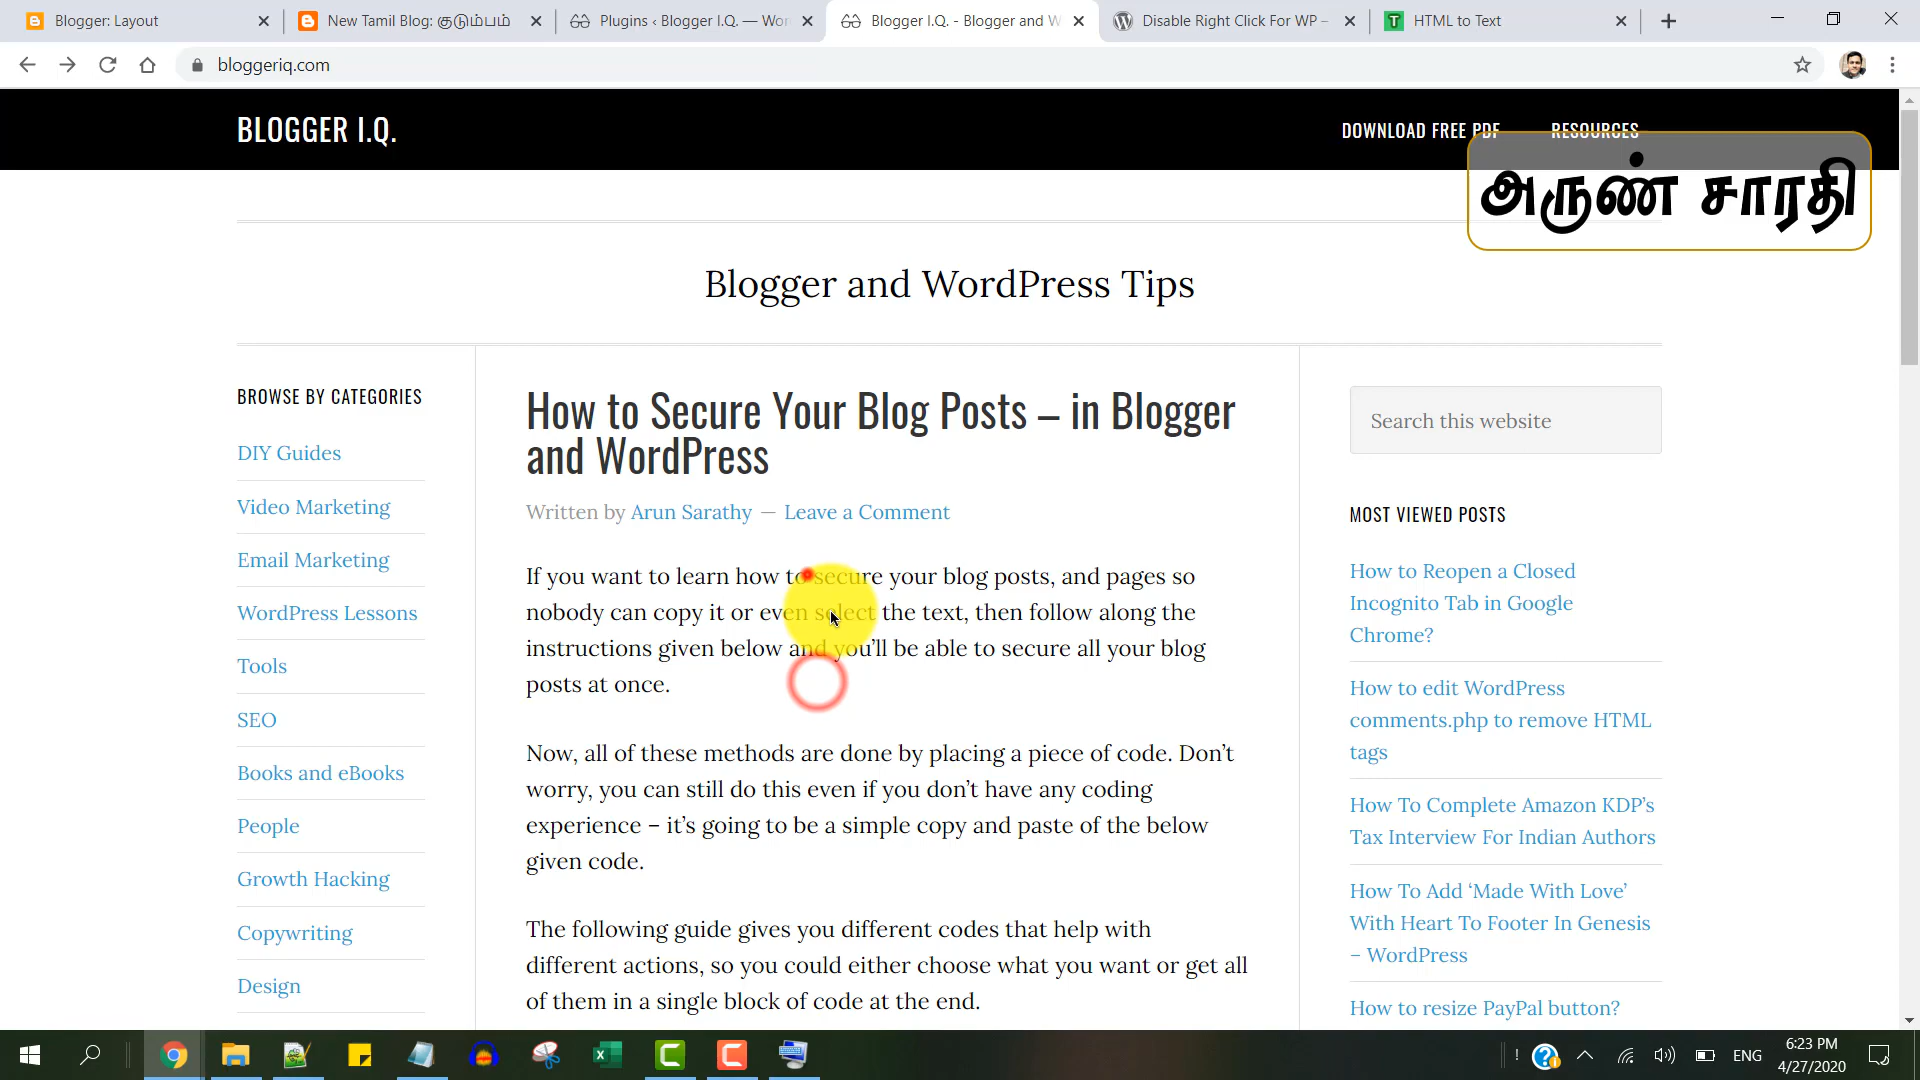 Blogger: Layout
New Tamil Blog: குடும்பம்
Plugins ‹ Blogger I.Q. — Wor
Blogger I.Q. - Blogger and W
Disable Right Click For WP –
HTML to Text
bloggeriq.com
BLOGGER I.Q.
DOWNLOAD FREE PDF
RESOURCES
அருண் சாரதி
Blogger and WordPress Tips
BROWSE BY CATEGORIES
DIY Guides
Video Marketing
Email Marketing
WordPress Lessons
Tools
SEO
Books and eBooks
People
Growth Hacking
Copywriting
Design
How to Secure Your Blog Posts – in Blogger
and WordPress
Written by Arun Sarathy — Leave a Comment
If you want to learn how to secure your blog posts, and pages so
nobody can copy it or even select the text, then follow along the
instructions given below and you’ll be able to secure all your blog
posts at once.
Now, all of these methods are done by placing a piece of code. Don’t
worry, you can still do this even if you don’t have any coding
experience – it’s going to be a simple copy and paste of the below
given code.
The following guide gives you different codes that help with
different actions, so you could either choose what you want or get all
of them in a single block of code at the end.
Search this website
MOST VIEWED POSTS
How to Reopen a Closed
Incognito Tab in Google
Chrome?
How to edit WordPress
comments.php to remove HTML
tags
How To Complete Amazon KDP’s
Tax Interview For Indian Authors
How To Add ‘Made With Love’
With Heart To Footer In Genesis
– WordPress
How to resize PayPal button?
ENG
6:23 PM
4/27/2020